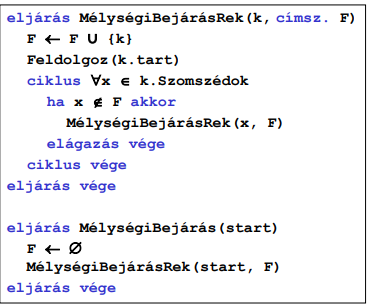 eljárás MélységiBejárásRek(k, címsz. F)
F ← F ∪ {k}
Feldolgoz(k.tart)
ciklus ∀x ∈ k.Szomszédok
ha x ∉ F akkor
MélységiBejárásRek(x, F)
elágazás vége
ciklus vége
eljárás vége
eljárás MélységiBejárás(start)
F ← ∅
MélységiBejárásRek(start, F)
eljárás vége